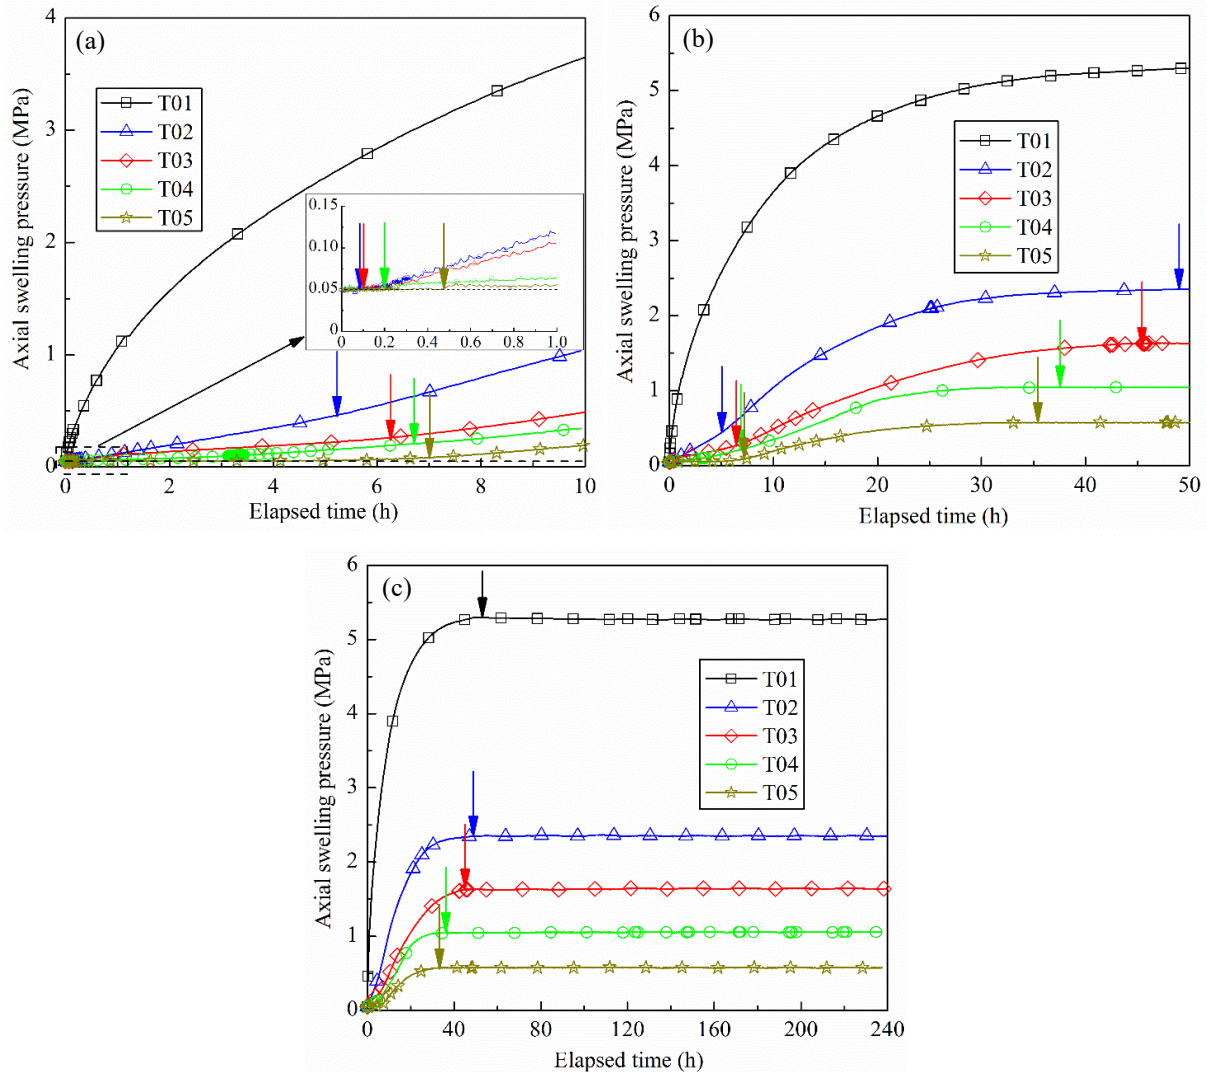 (a)
Axial swelling pressure (MPa)
4
3
2
1
0
T01
T02
T03
T04
T05
0.15
0.10
0.05
0.00
0 0.2 0.4 0.6 0.8 1.0
0 2 4 6 8 10
Elapsed time (h)
(b)
Axial swelling pressure (MPa)
6
5
4
3
2
1
0
T01
T02
T03
T04
T05
0 10 20 30 40 50
Elapsed time (h)
(c)
Axial swelling pressure (MPa)
6
5
4
3
2
1
0
T01
T02
T03
T04
T05
0 40 80 120 160 200 240
Elapsed time (h)